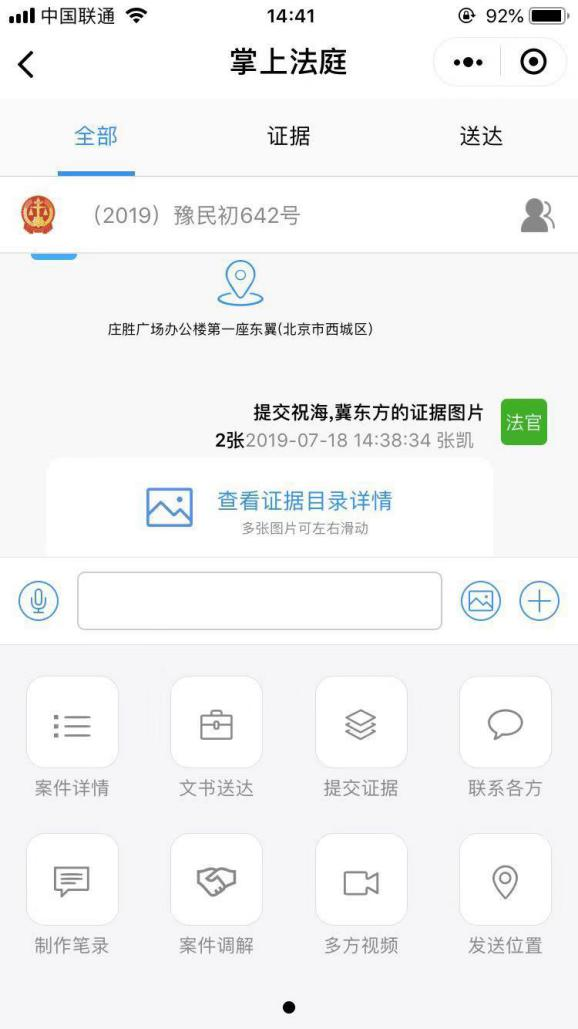 中国联通
14:41
92%
掌上法庭
全部
证据
送达
（2019）豫民初642号
庄胜广场办公楼第一座东翼(北京市西城区)
提交祝海,冀东方的证据图片
2张2019-07-18 14:38:34 张凯
法官
查看证据目录详情
多张图片可左右滑动
案件详情
文书送达
提交证据
联系各方
制作笔录
案件调解
多方视频
发送位置